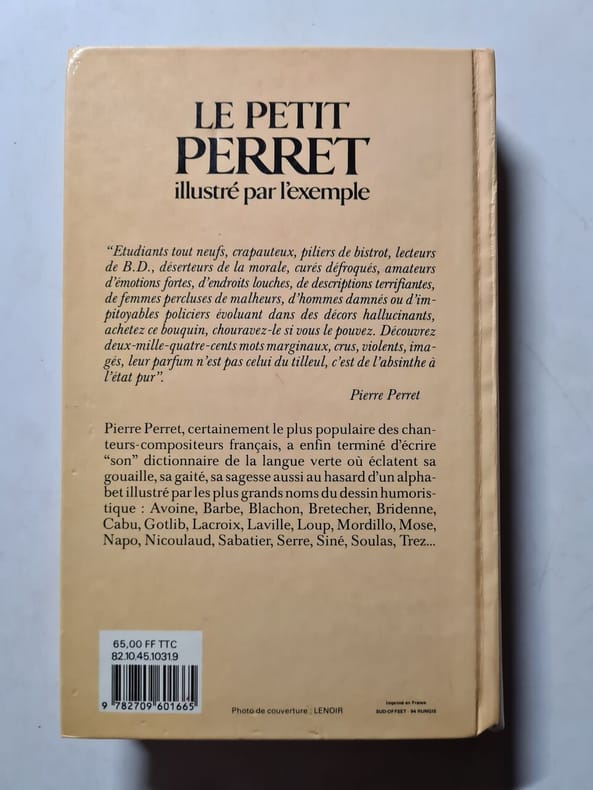 LE PETIT
PERRET
illustré par l'exemple
“Etudiants tout neufs, crapauteux, piliers de bistrot, lecteurs
de B.D., déserteurs de la morale, curés défroqués, amateurs
d'émotions fortes, d'endroits louches, de descriptions terrifiantes,
de femmes percluses de malheurs, d'hommes damnés ou d'im-
pitoyables policiers évoluant dans des décors hallucinants,
achetez ce bouquin, chouravez-le si vous le pouvez. Découvrez
deux-mille-quatre-cents mots marginaux, crus, violents, ima-
gés, leur parfum n'est pas celui du tilleul, c'est de l'absinthe à
l'état pur”.
Pierre Perret
Pierre Perret, certainement le plus populaire des chan-
teurs-compositeurs français, a enfin terminé d'écrire
“son” dictionnaire de la langue verte où éclatent sa
gouaille, sa gaité, sa sagesse aussi au hasard d'un alpha-
bet illustré par les plus grands noms du dessin humoris-
tique : Avoine, Barbe, Blachon, Bretecher, Bridenne,
Cabu, Gotlib, Lacroix, Laville, Loup, Mordillo, Mose,
Napo, Nicoulaud, Sabatier, Serre, Siné, Soulas, Trez...
65,00 FF TTC
82.10.45.1031.9
9 782709 601665
Photo de couverture : LENOIR
Imprimé en France
SUD-OFFSET - 94 RUNGIS